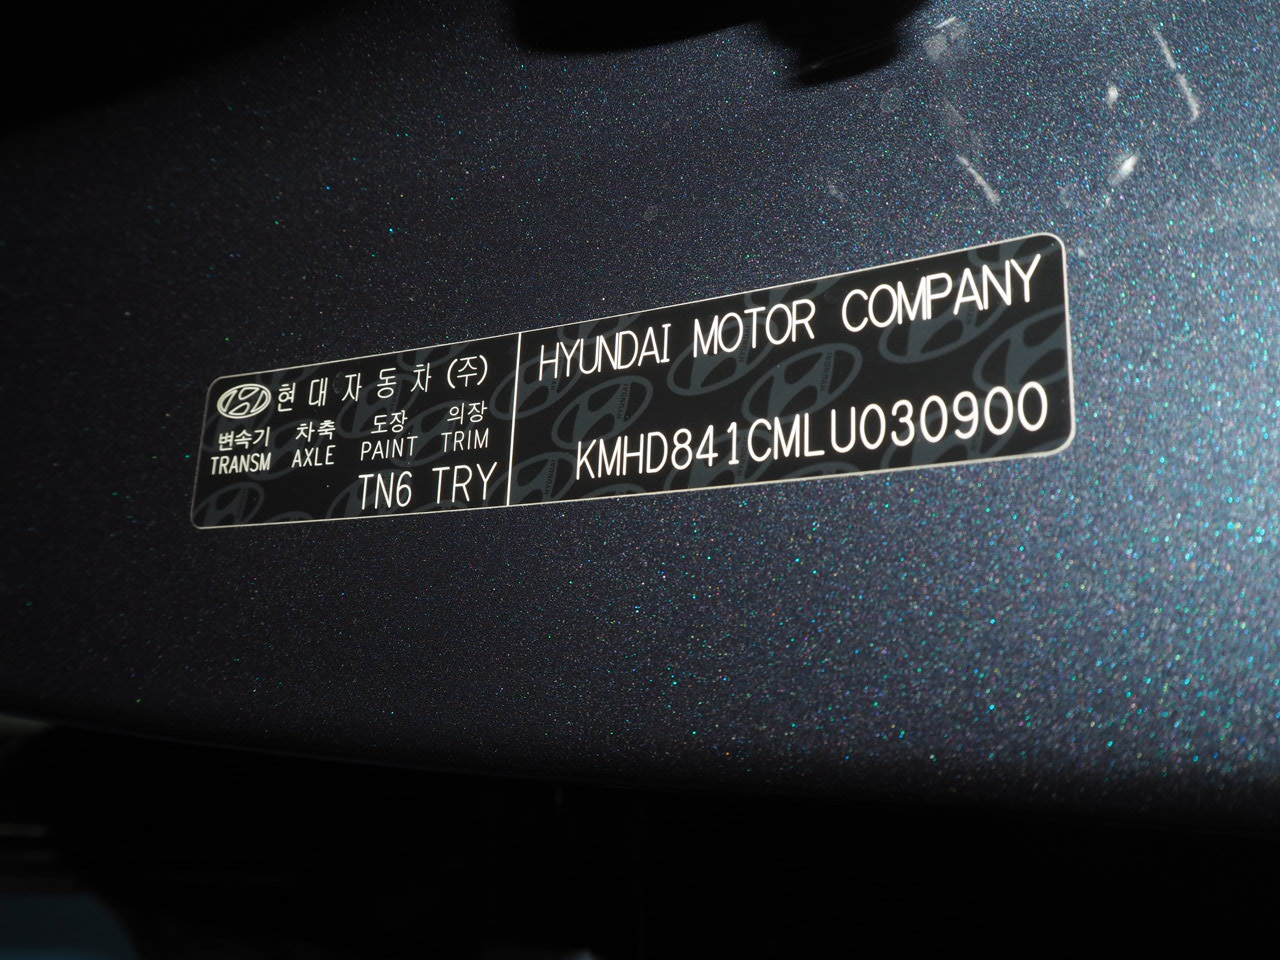 현대자동차(주)
변속기 차축 도장 의장
TRANSM AXLE PAINT TRIM
TN6 TRY
HYUNDAI MOTOR COMPANY
KMHD841CMLU030900